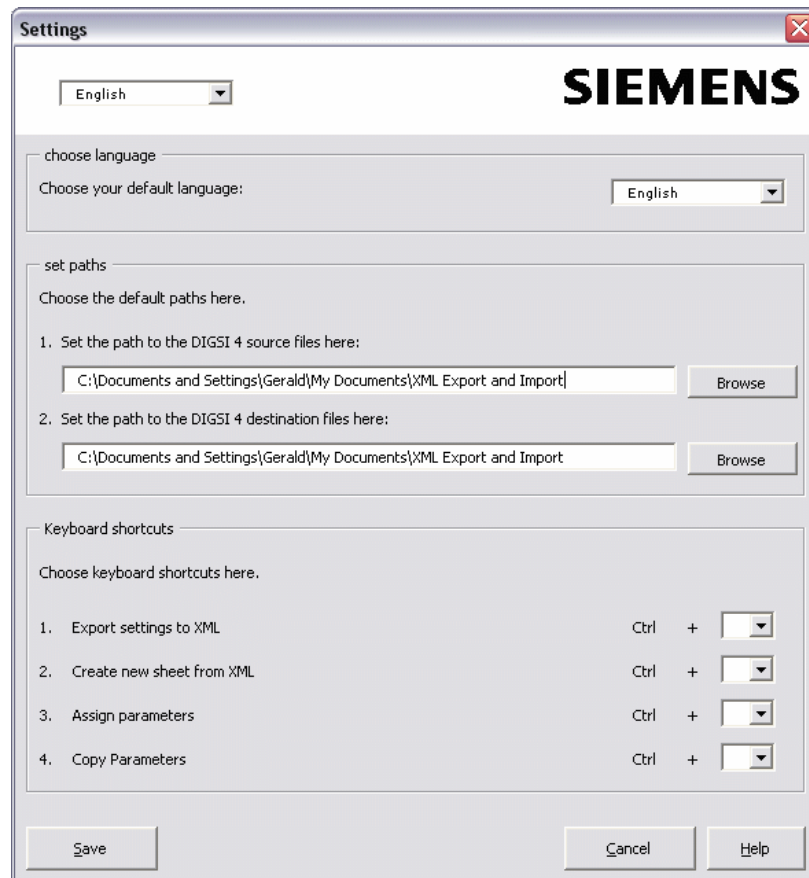 Settings
English
SIEMENS
choose language
Choose your default language:
English
set paths
Choose the default paths here.
1. Set the path to the DIGSI 4 source files here:
C:\Documents and Settings\Gerald\My Documents\XML Export and Import
Browse
2. Set the path to the DIGSI 4 destination files here:
C:\Documents and Settings\Gerald\My Documents\XML Export and Import
Browse
Keyboard shortcuts
Choose keyboard shortcuts here.
1. Export settings to XML Ctrl +
2. Create new sheet from XML Ctrl +
3. Assign parameters Ctrl +
4. Copy Parameters Ctrl +
Save
Cancel
Help